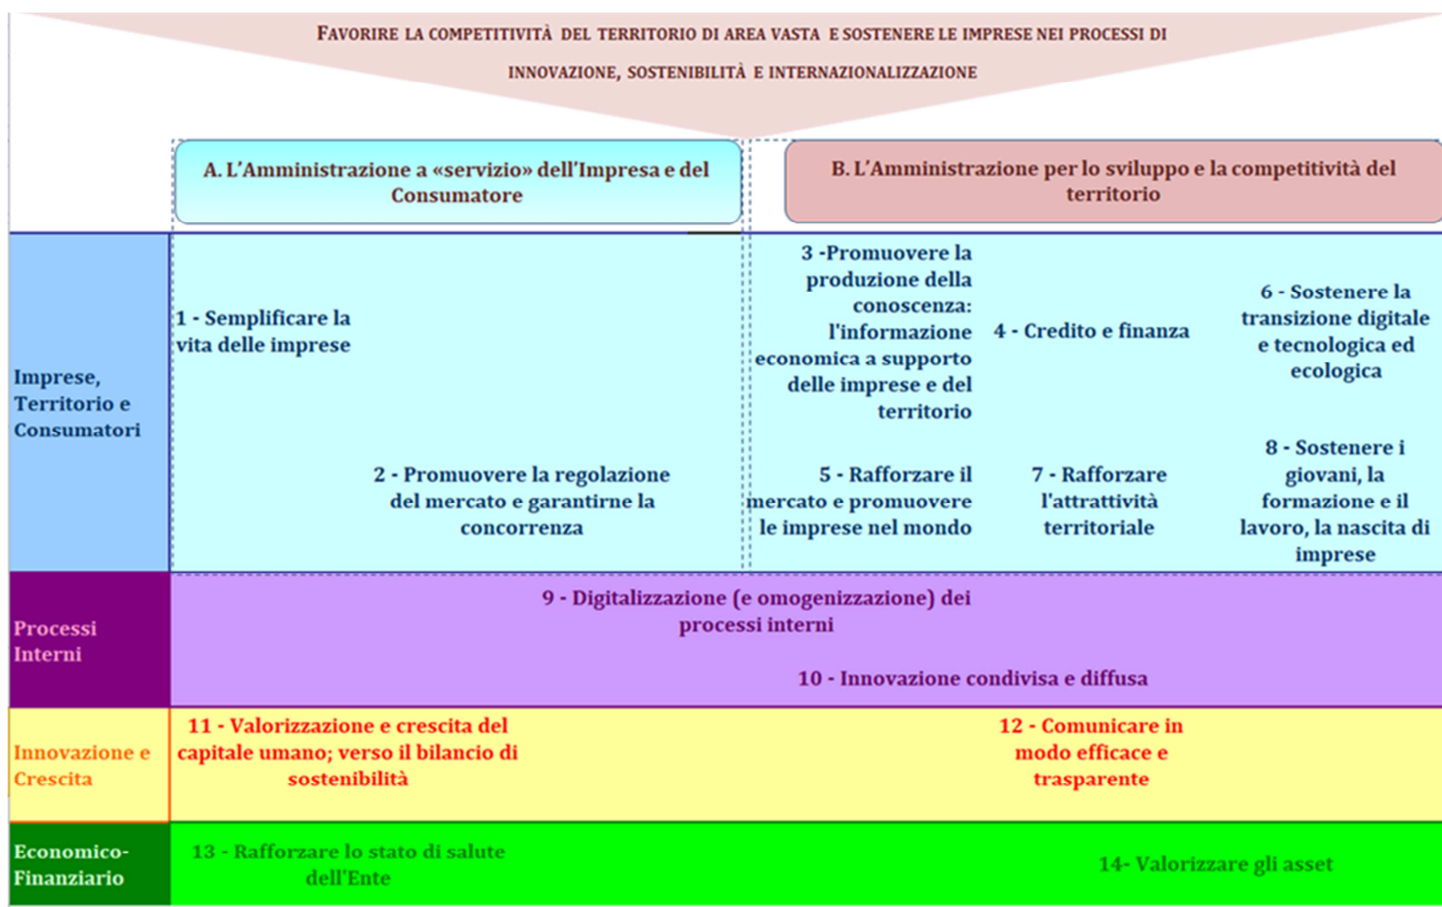 FAVORIRE LA COMPETITIVITÀ DEL TERRITORIO DI AREA VASTA E SOSTENERE LE IMPRESE NEI PROCESSI DI
INNOVAZIONE, SOSTENIBILITÀ E INTERNAZIONALIZZAZIONE
A. L'Amministrazione a «servizio» dell'Impresa e del
Consumatore
B. L'Amministrazione per lo sviluppo e la competitività del
territorio
Imprese,
Territorio e
Consumatori
1 - Semplificare la
vita delle imprese
2 - Promuovere la regolazione
del mercato e garantirne la
concorrenza
3 -Promuovere la
produzione della
conoscenza:
l'informazione
economica a supporto
delle imprese e del
territorio
4 - Credito e finanza
6 - Sostenere la
transizione digitale
e tecnologica ed
ecologica
5 - Rafforzare il
mercato e promuovere
le imprese nel mondo
7 - Rafforzare
l'attrattività
territoriale
8 - Sostenere i
giovani, la
formazione e il
lavoro, la nascita di
imprese
Processi
Interni
9 - Digitalizzazione (e omogenizzazione) dei
processi interni
10 - Innovazione condivisa e diffusa
Innovazione e
Crescita
11 - Valorizzazione e crescita del
capitale umano; verso il bilancio di
sostenibilità
12 - Comunicare in
modo efficace e
trasparente
Economico-
Finanziario
13 - Rafforzare lo stato di salute
dell'Ente
14- Valorizzare gli asset